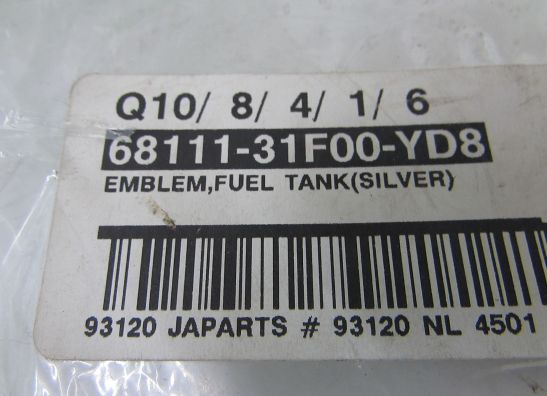 Q10/ 8/ 4/ 1/ 6
68111-31F00-YD8
EMBLEM,FUEL TANK(SILVER)
93120 JAPARTS # 93120 NL 4501